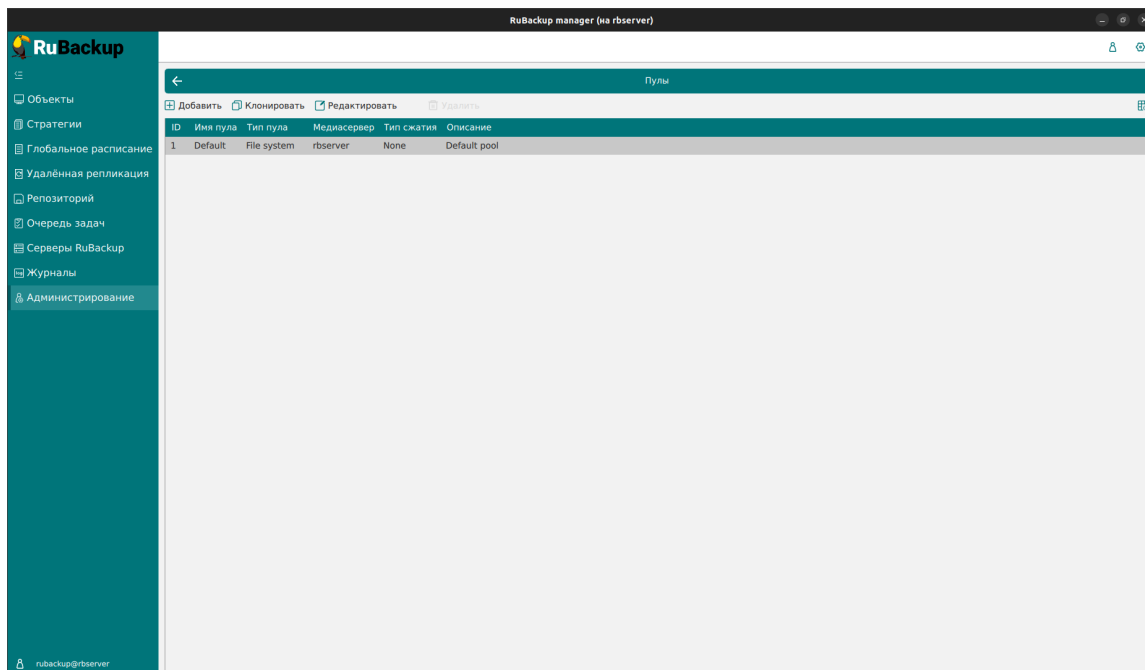 RuBackup manager (на rbserver)
RuBackup
Пулы
Объекты
Стратегии
Глобальное расписание
Удалённая репликация
Репозиторий
Очередь задач
Серверы RuBackup
Журналы
Администрирование
Добавить Клонировать Редактировать Удалить
ID Имя пула Тип пула Медиасервер Тип сжатия Описание
1 Default File system rbserver None Default pool
rubackup@rbserver